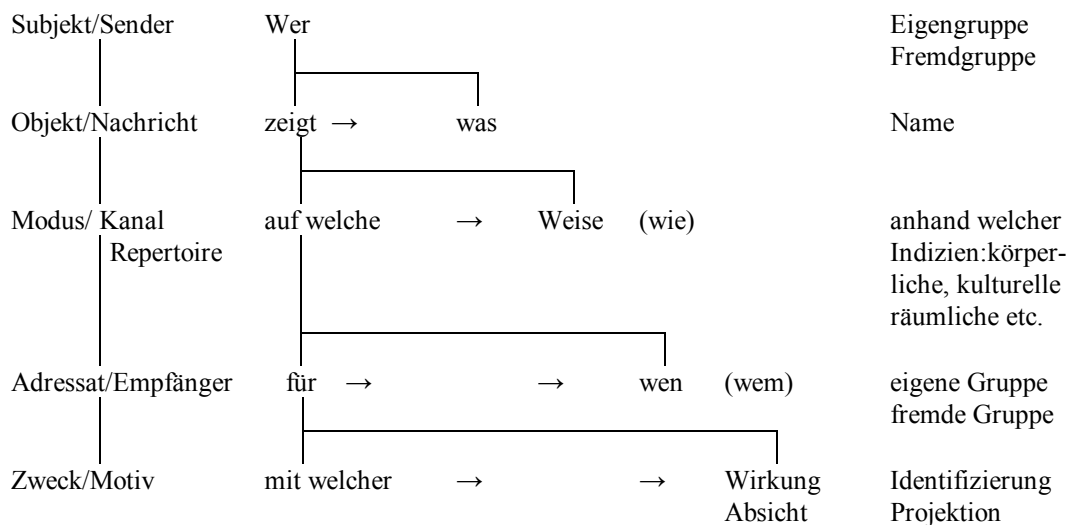 Subjekt/Sender Wer Eigengruppe
Fremdgruppe
Objekt/Nachricht zeigt → was Name
Modus/ Kanal auf welche → Weise (wie) anhand welcher
Repertoire Indizien:körper-
liche, kulturelle
räumliche etc.
Adressat/Empfänger für → → wen (wem) eigene Gruppe
fremde Gruppe
Zweck/Motiv mit welcher → → Wirkung Identifizierung
Absicht Projektion